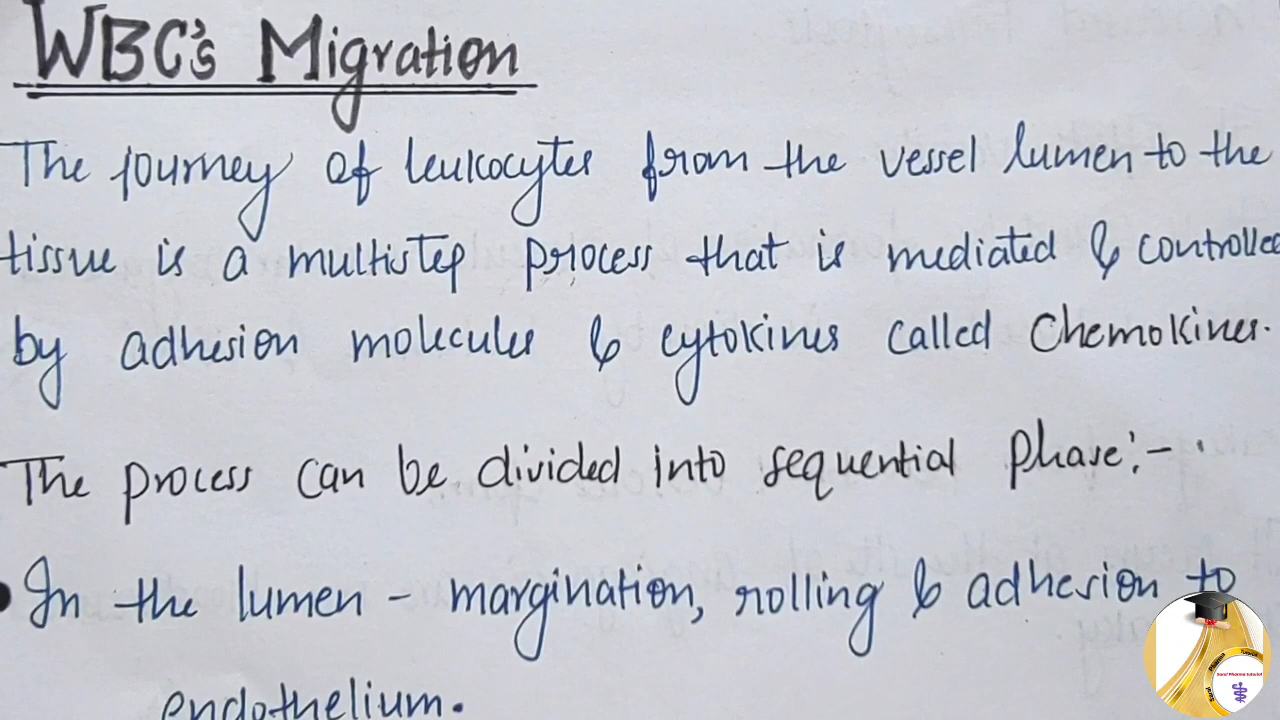 WBC's Migration
The journey of leukocytes from the vessel lumen to the
tissue is a multistep process that is mediated & controlled
by adhesion molecules & cytokines called Chemokines.
The process can be divided into sequential phase:-
• In the lumen - margination, rolling & adhesion to
endothelium.